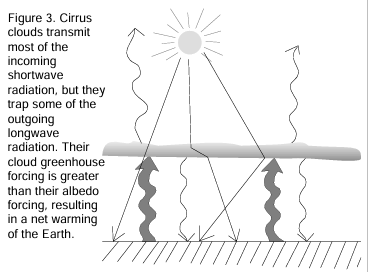 Figure 3. Cirrus
clouds transmit
most of the
incoming
shortwave
radiation, but they
trap some of the
outgoing
longwave
radiation. Their
cloud greenhouse
forcing is greater
than their albedo
forcing, resulting
in a net warming
of the Earth.